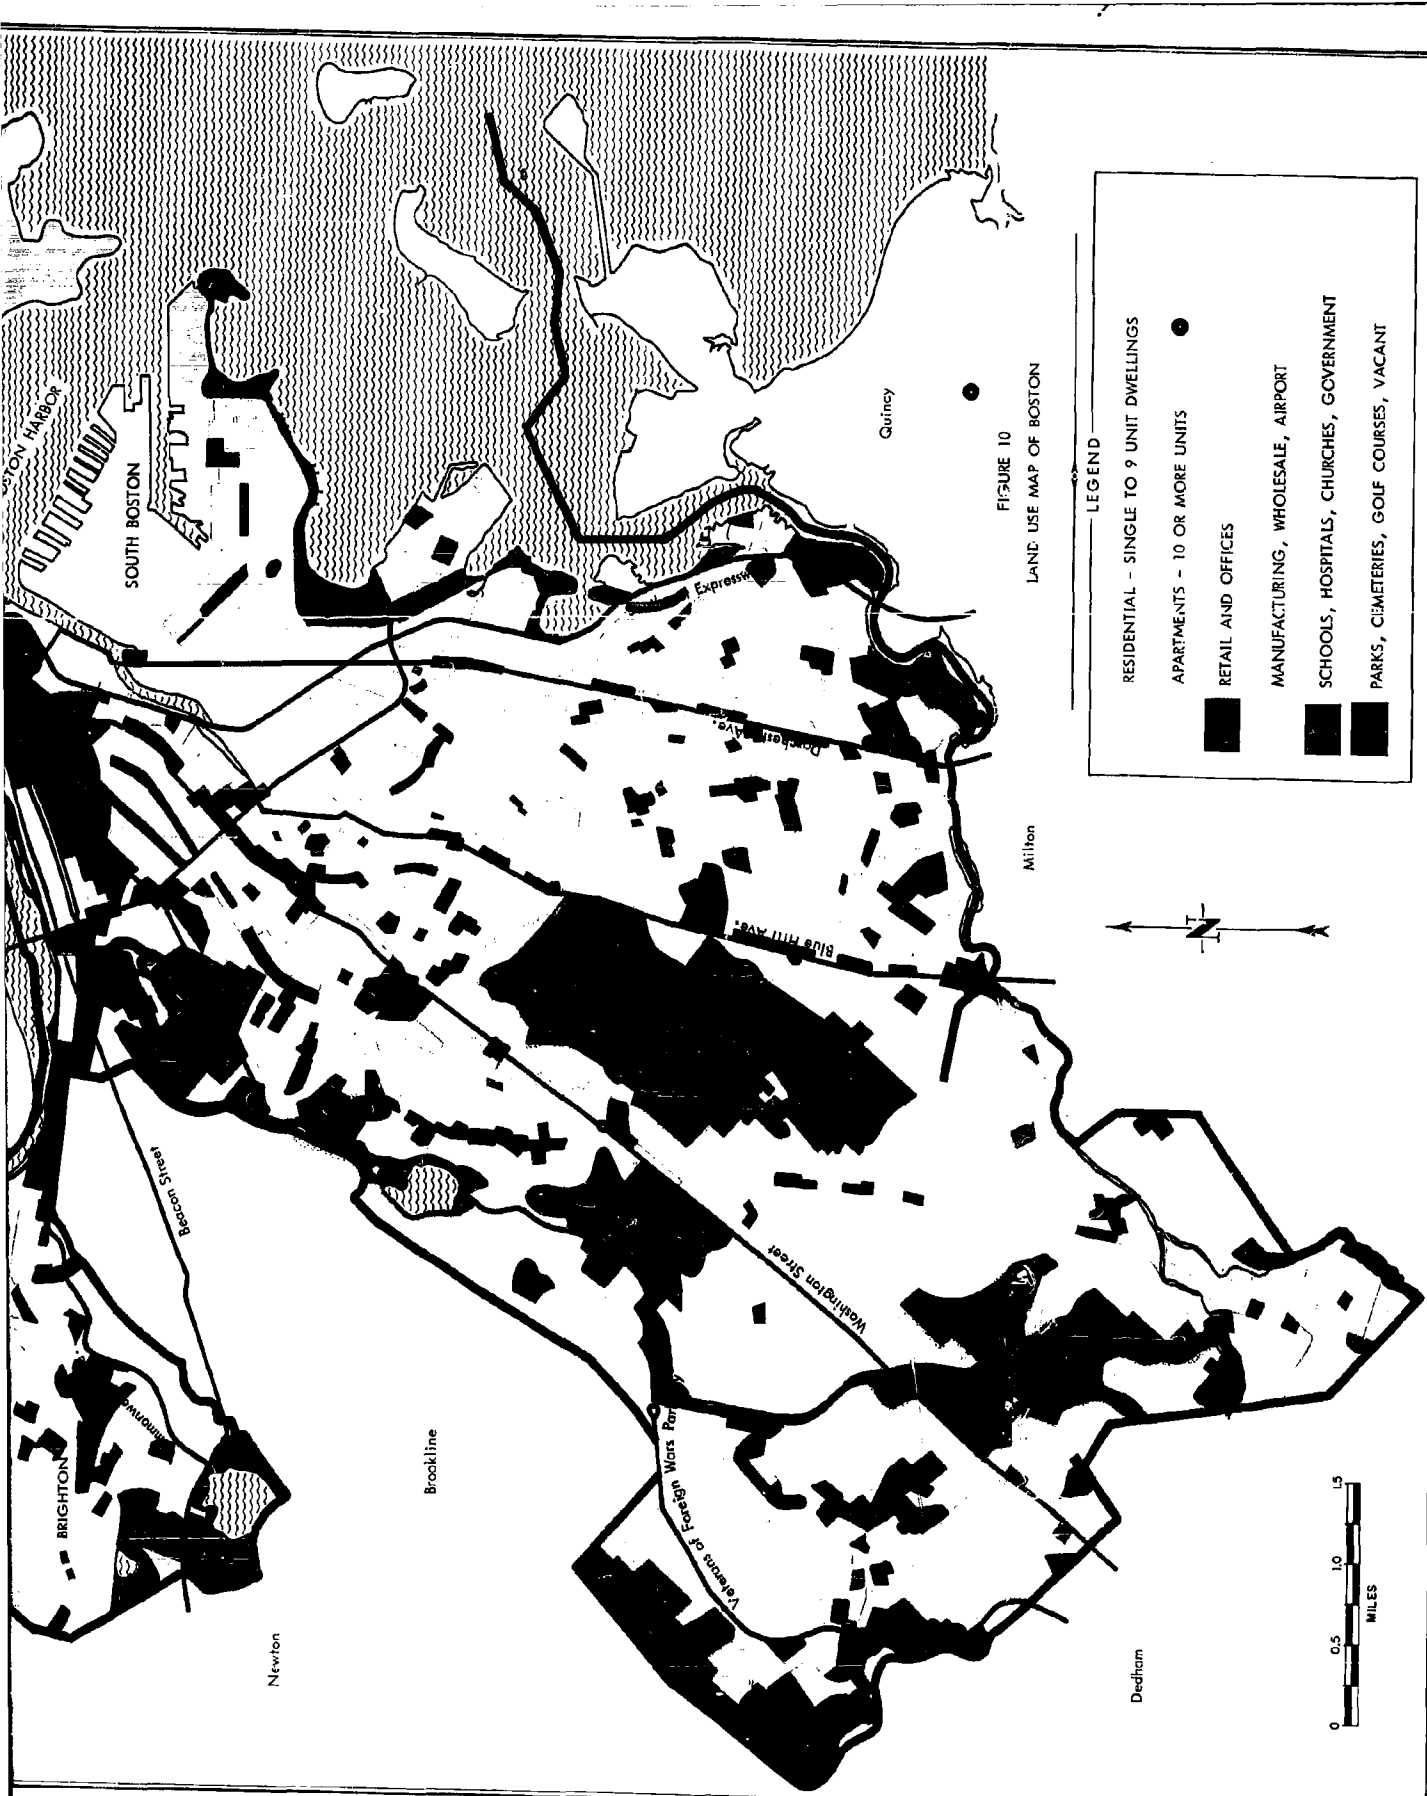 SOUTH BOSTON
Quincy
Expressw
Dorchest Ave.
Blue Hill Ave.
Milton
Beacon Street
Washington Street
BRIGHTON
Brookline
Veterans of Foreign Wars Par
Newton
Dedham
FIGURE 10
LAND USE MAP OF BOSTON
LEGEND
RESIDENTIAL - SINGLE TO 9 UNIT DWELLINGS
APARTMENTS - 10 OR MORE UNITS
RETAIL AND OFFICES
MANUFACTURING, WHOLESALE, AIRPORT
SCHOOLS, HOSPITALS, CHURCHES, GOVERNMENT
PARKS, CEMETERIES, GOLF COURSES, VACANT
N
0 0.5 1.0 1.5
MILES